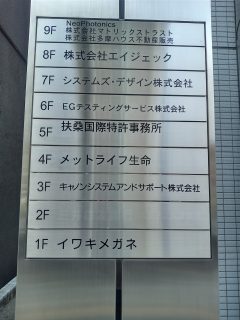 9F NeoPhotonics
株式会社マトリックストラスト
株式会社多摩ハウス不動産販売
8F 株式会社エイジェック
7F システムズ・デザイン株式会社
6F EGテスティングサービス株式会社
5F 扶桑国際特許事務所
4F メットライフ生命
3F キヤノンシステムアンドサポート株式会社
2F
1F イワキメガネ